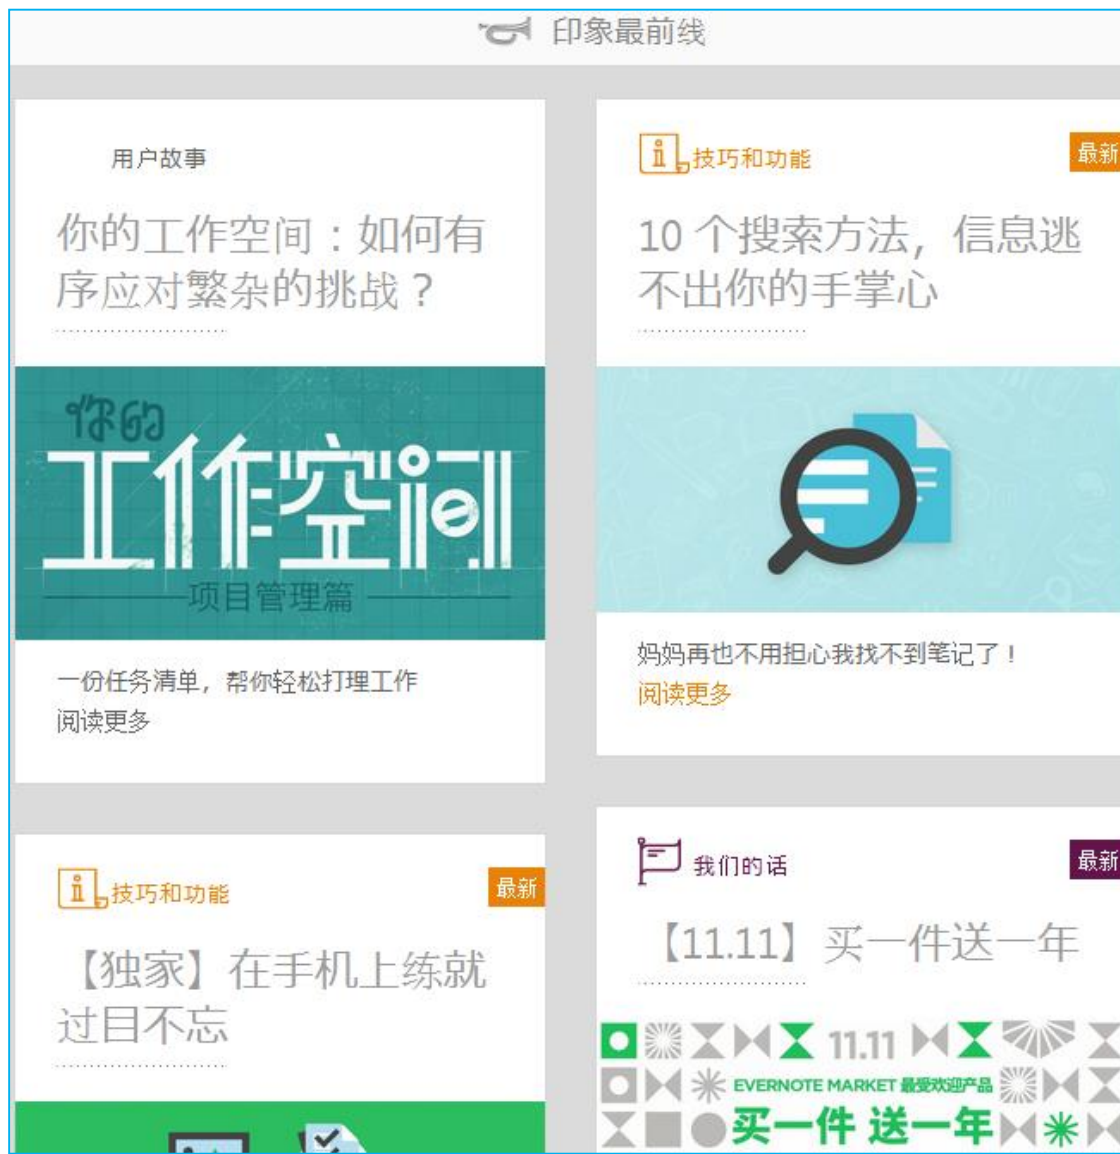 印象最前线
用户故事
你的工作空间：如何有
序应对繁杂的挑战？
你的
工作空间
项目管理篇
一份任务清单，帮你轻松打理工作
阅读更多
技巧和功能
最新
10 个搜索方法，信息逃
不出你的手掌心
妈妈再也不用担心我找不到笔记了！
阅读更多
技巧和功能
最新
【独家】在手机上练就
过目不忘
我们的话
最新
【11.11】买一件送一年
11.11
EVERNOTE MARKET 最受欢迎产品
买一件 送一年